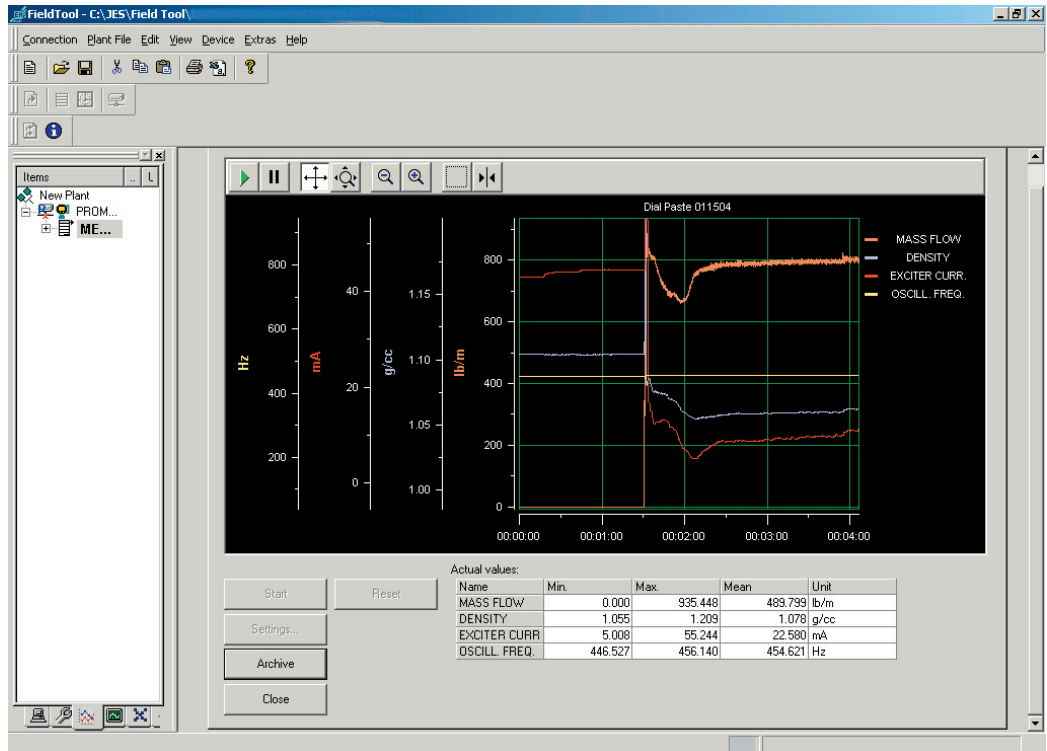 FieldTool - C:\JES\Field Tool\
Connection Plant File Edit View Device Extras Help
Items .. L
New Plant
PROM...
ME...
Dial Paste 011504
MASS FLOW
DENSITY
EXCITER CURR.
OSCILL. FREQ.
Hz
800
600
400
200
mA
40
20
0
g/cc
1.15
1.10
1.05
1.00
lb/m
800
600
400
200
0
00:00:00 00:01:00 00:02:00 00:03:00 00:04:00
Actual values:
Name Min. Max. Mean Unit
MASS FLOW 0.000 935.448 489.799 lb/m
DENSITY 1.055 1.209 1.078 g/cc
EXCITER CURR 5.008 55.244 22.580 mA
OSCILL. FREQ. 446.527 456.140 454.621 Hz
Start Reset
Settings...
Archive
Close